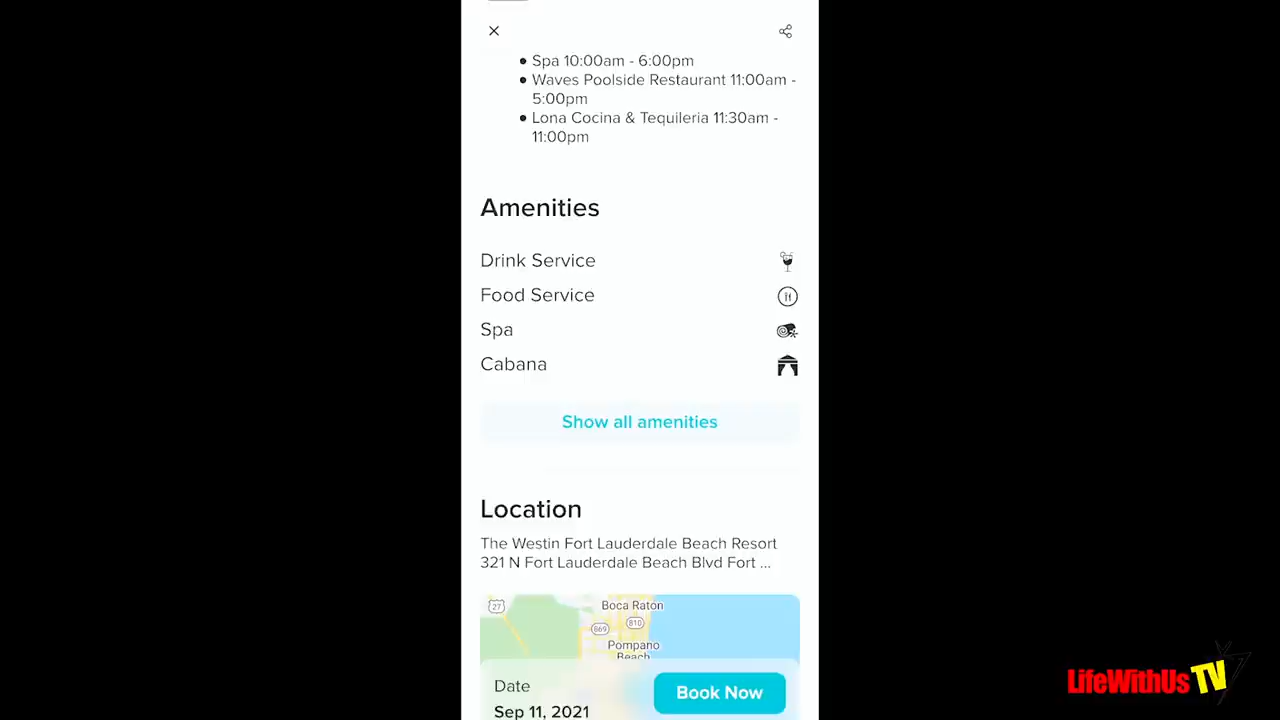 Spa 10:00am - 6:00pm
Waves Poolside Restaurant 11:00am -
5:00pm
Lona Cocina & Tequileria 11:30am -
11:00pm
Amenities
Drink Service
Food Service
Spa
Cabana
Show all amenities
Location
The Westin Fort Lauderdale Beach Resort
321 N Fort Lauderdale Beach Blvd Fort ...
27
Boca Raton
869
810
Pompano
Beach
Date
Sep 11, 2021
Book Now
LifeWithUsTV